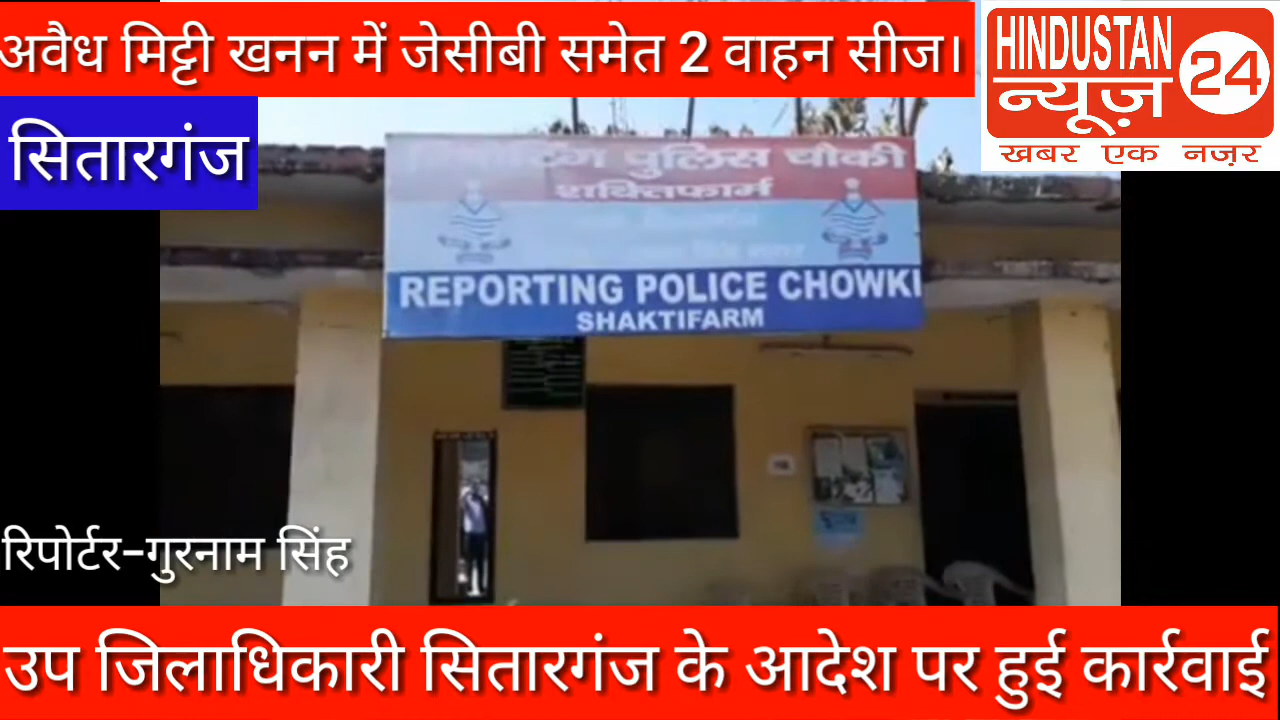 अवैध मिट्टी खनन में जेसीबी समेत 2 वाहन सीज।
HINDUSTAN
न्यूज़ 24
खबर एक नज़र
सितारगंज
पुलिस चौकी
शक्तिफार्म
REPORTING POLICE CHOWKI
SHAKTIFARM
रिपोर्टर-गुरनाम सिंह
उप जिलाधिकारी सितारगंज के आदेश पर हुई कार्रवाई